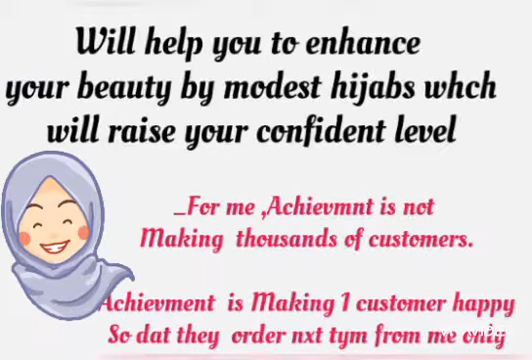 Will help you to enhance
your beauty by modest hijabs whch
will raise your confident level
_For me ,Achievmnt is not
Making thousands of customers.
Achievment is Making 1 customer happy
So dat they order nxt tym from me only